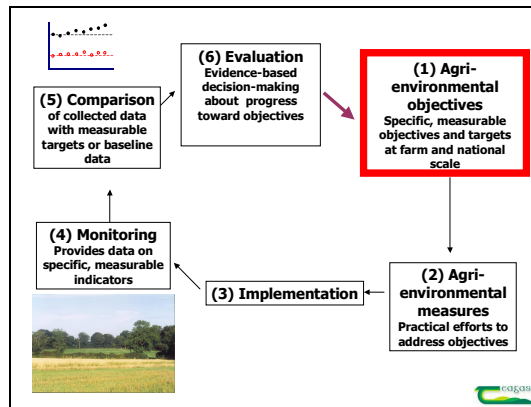 (1) Agri-
environmental
objectives
Specific, measurable
objectives and targets
at farm and national
scale
(2) Agri-
environmental
measures
Practical efforts to
address objectives
(3) Implementation
(4) Monitoring
Provides data on
specific, measurable
indicators
(5) Comparison
of collected data
with measurable
targets or baseline
data
(6) Evaluation
Evidence-based
decision-making
about progress
toward objectives
eagasc